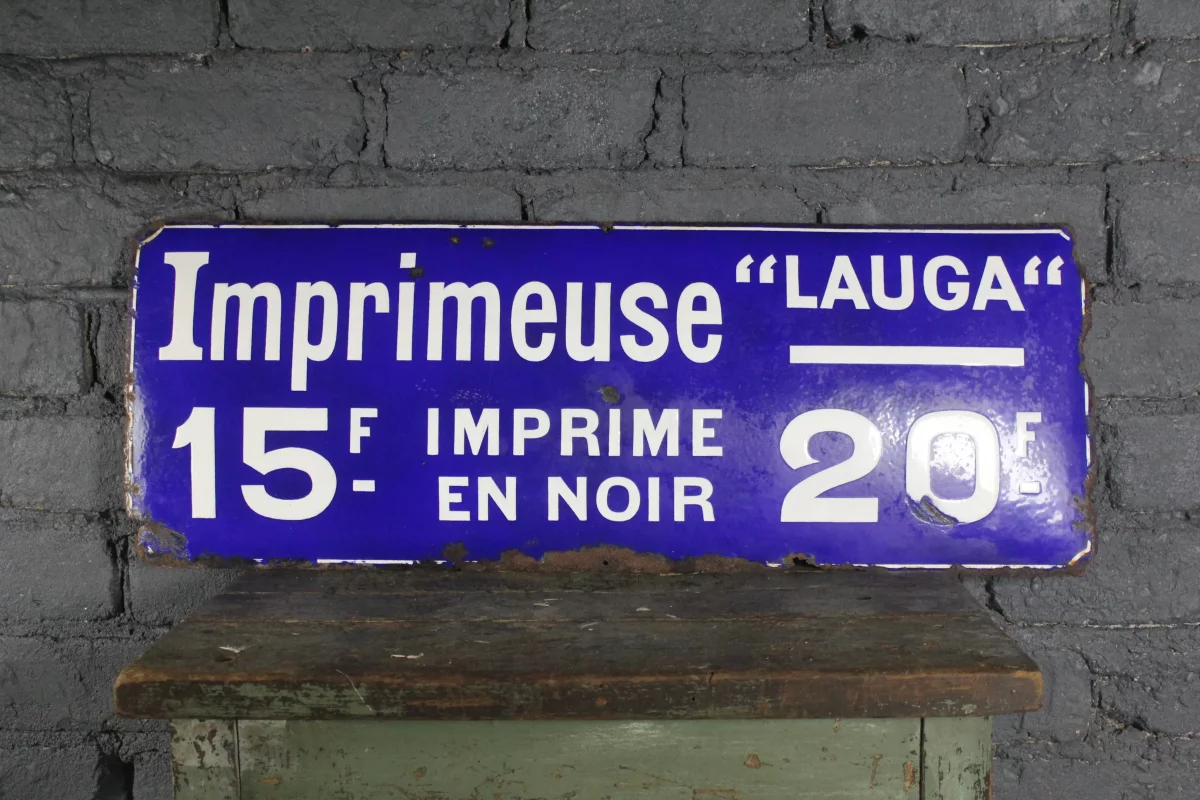 Imprimeuse “LAUGA“
15F- IMPRIME EN NOIR 20F-